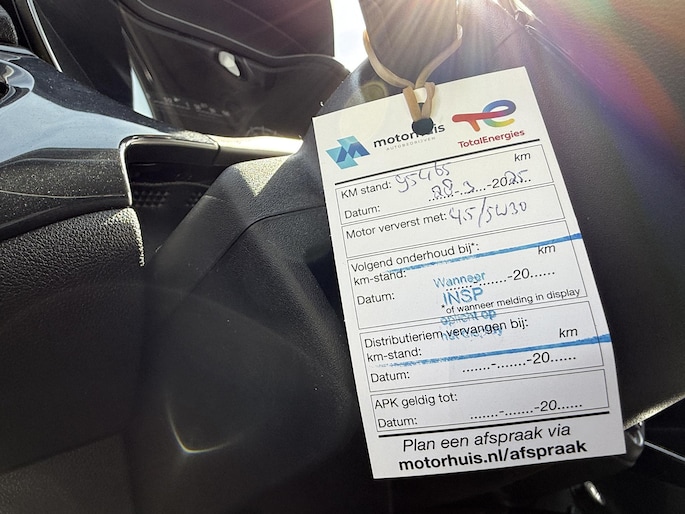 motorhuis
AUTOBEDRIJVEN
TotalEnergies
KM stand: 95465 km
Datum: 28-3-2025
Motor ververst met: 4.5/5W30
Volgend onderhoud bij*:
km-stand: km
Datum: .......-.......-20......
Wanneer
INSP
*of wanneer melding in display
oplicht op
Distributieriem vervangen bij:
km-stand: km
Datum: .......-.......-20......
APK geldig tot:
Datum: .......-.......-20......
Plan een afspraak via
motorhuis.nl/afspraak